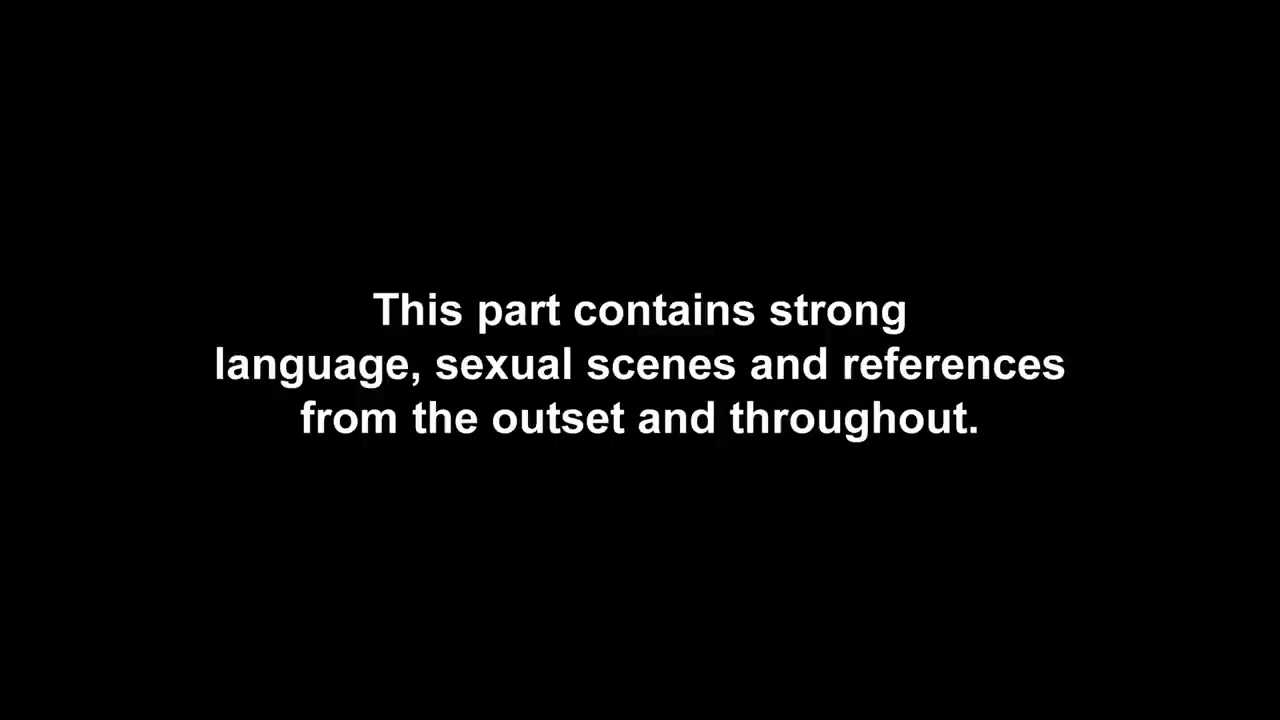 This part contains strong
language, sexual scenes and references
from the outset and throughout.